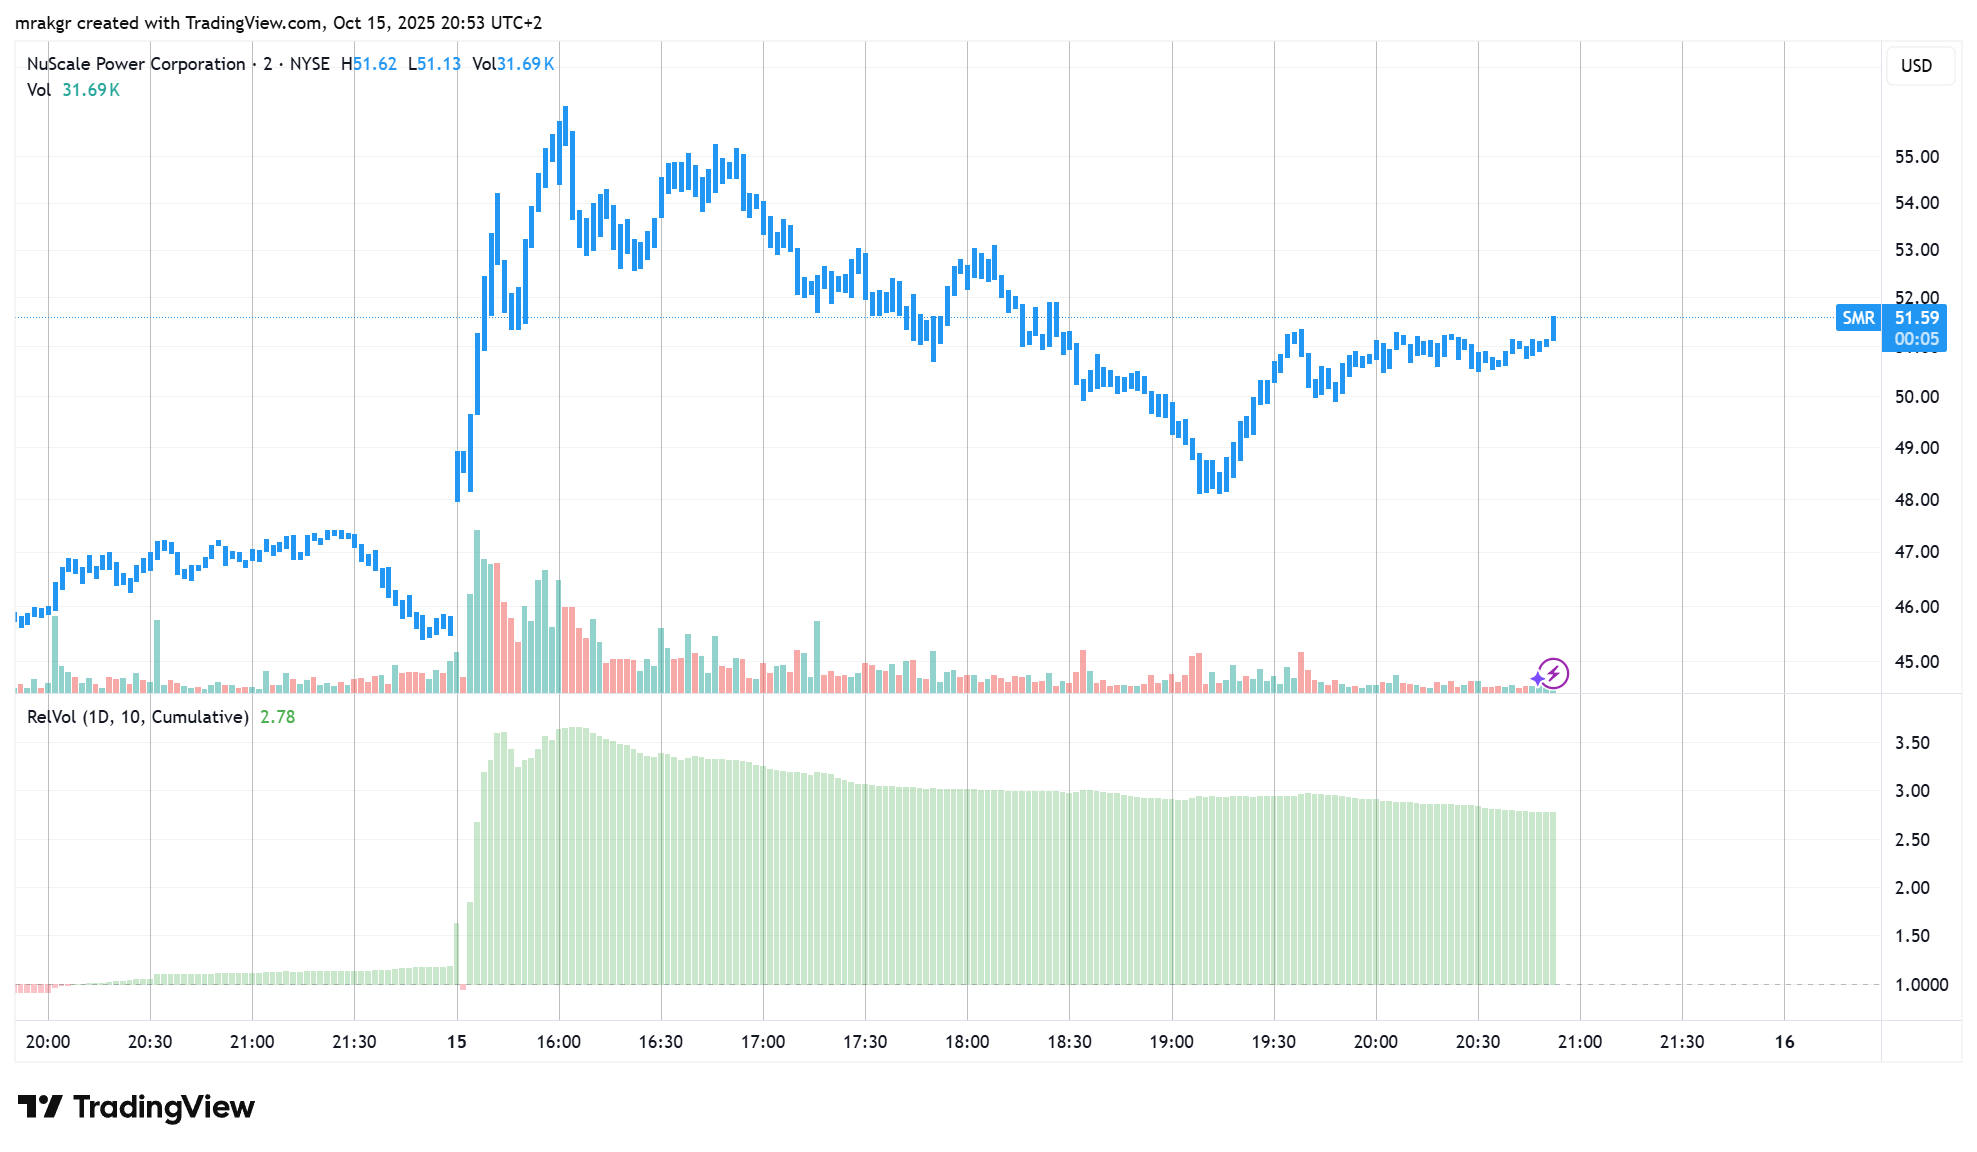 mrakgr created with TradingView.com, Oct 15, 2025 20:53 UTC+2
NuScale Power Corporation · 2 · NYSE H51.62 L51.13 Vol31.69K
Vol 31.69K
USD
55.00
54.00
53.00
52.00
SMR 51.59
00:05
50.00
49.00
48.00
47.00
46.00
45.00
RelVol (1D, 10, Cumulative) 2.78
3.50
3.00
2.50
2.00
1.50
1.0000
20:00 20:30 21:00 21:30 15 16:00 16:30 17:00 17:30 18:00 18:30 19:00 19:30 20:00 20:30 21:00 21:30 16
TradingView